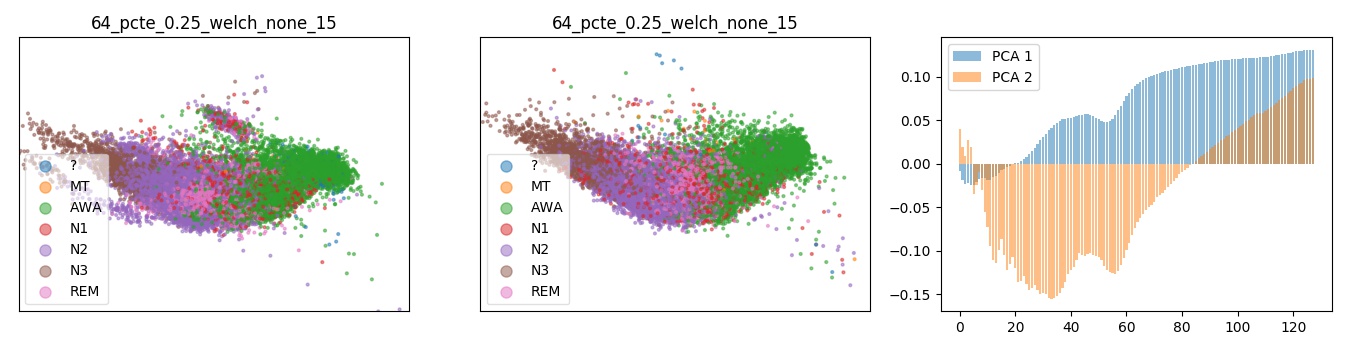 64_pcte_0.25_welch_none_15
?
MT
AWA
N1
N2
N3
REM
64_pcte_0.25_welch_none_15
?
MT
AWA
N1
N2
N3
REM
PCA 1
PCA 2
0.10
0.05
0.00
−0.05
−0.10
−0.15
0 20 40 60 80 100 120